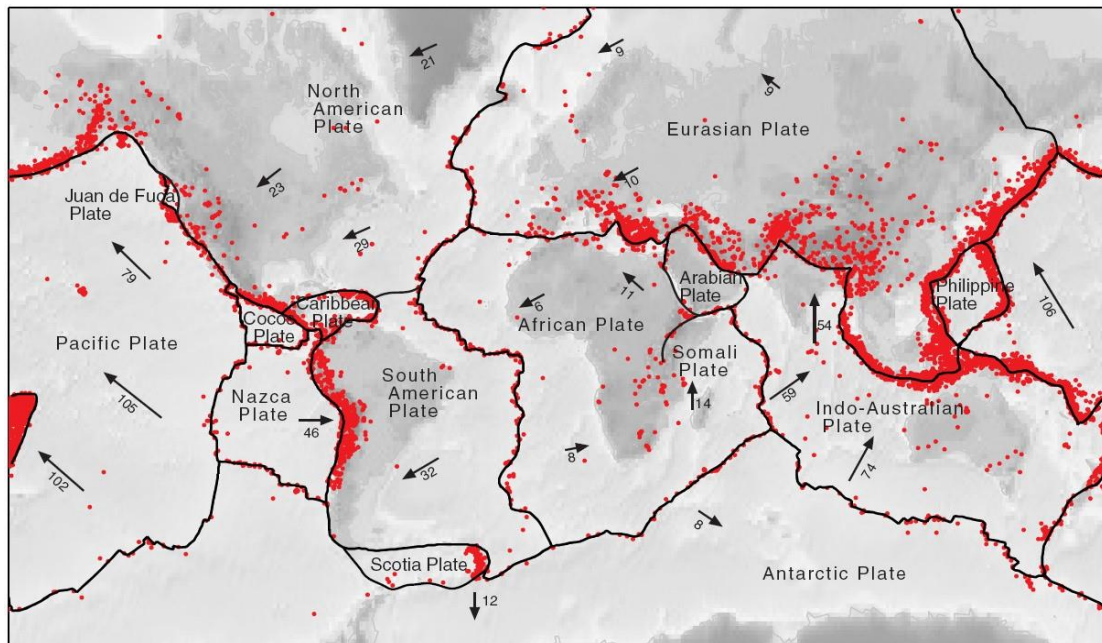 21
9
9
North
American
Plate
Eurasian Plate
10
23
Juan de Fuca
Plate
29
79
11
Arabian
Plate
Philippine
Plate
106
Caribbean
Plate
Cocos
Plate
6
African Plate
54
Pacific Plate
Somali
Plate
South
American
Plate
105
Nazca
Plate
46
14
59
Indo-Australian
Plate
102
32
8
74
8
Scotia Plate
Antarctic Plate
12